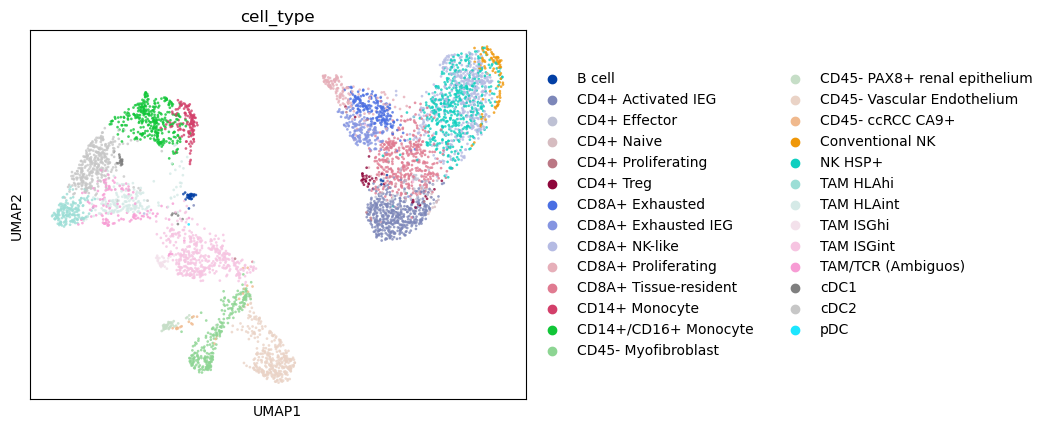 cell_type
UMAP2
UMAP1
B cell
CD4+ Activated IEG
CD4+ Effector
CD4+ Naive
CD4+ Proliferating
CD4+ Treg
CD8A+ Exhausted
CD8A+ Exhausted IEG
CD8A+ NK-like
CD8A+ Proliferating
CD8A+ Tissue-resident
CD14+ Monocyte
CD14+/CD16+ Monocyte
CD45- Myofibroblast
CD45- PAX8+ renal epithelium
CD45- Vascular Endothelium
CD45- ccRCC CA9+
Conventional NK
NK HSP+
TAM HLAhi
TAM HLAint
TAM ISGhi
TAM ISGint
TAM/TCR (Ambiguos)
cDC1
cDC2
pDC